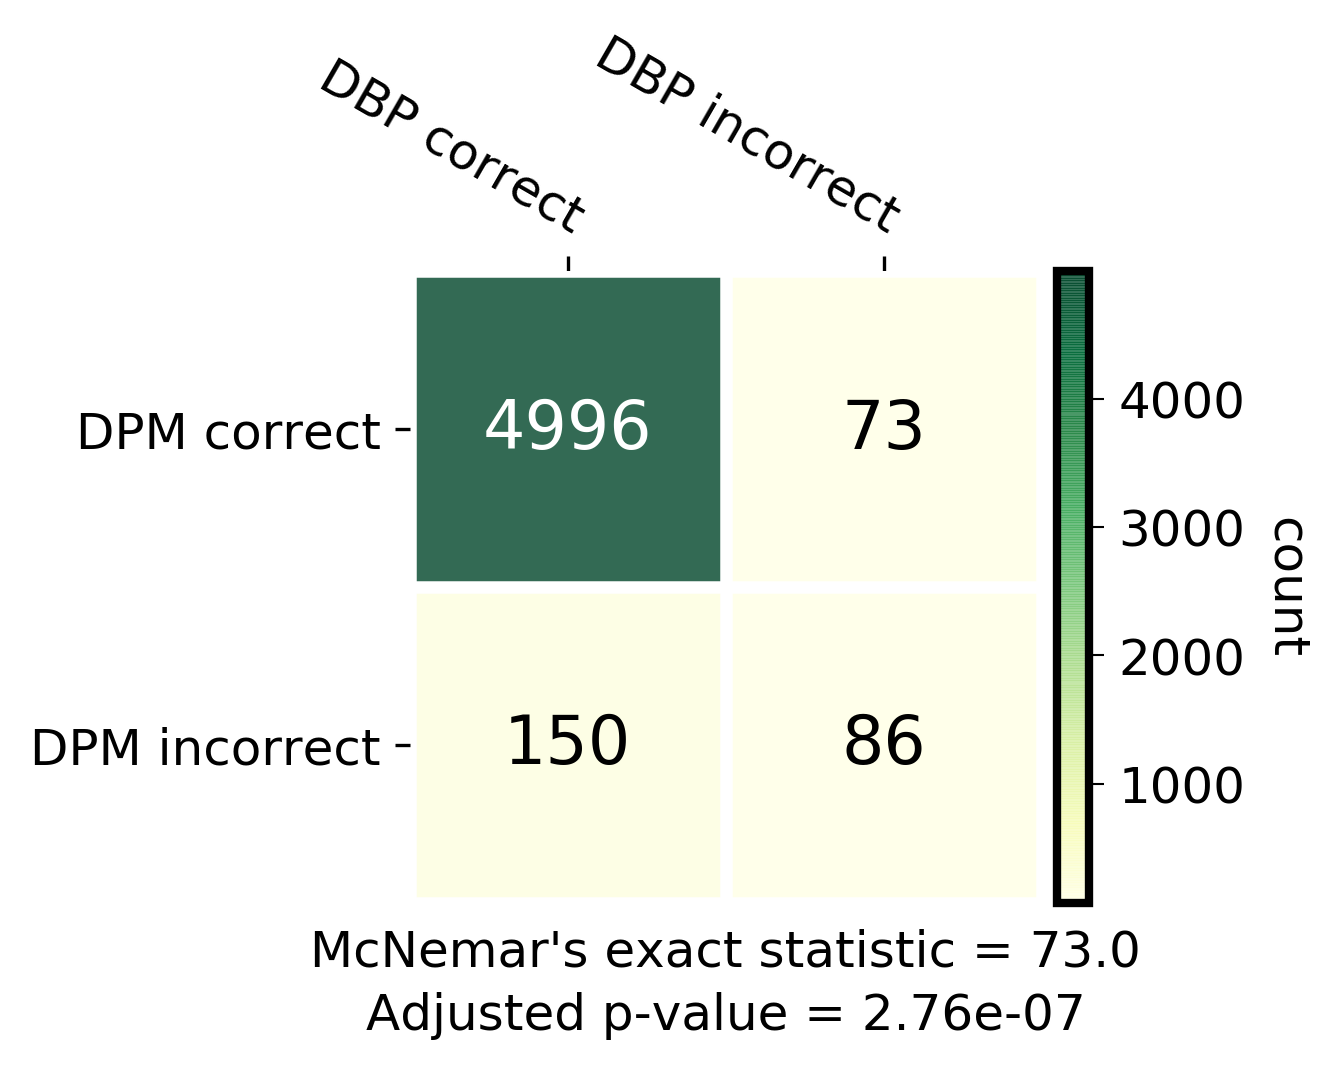 DBP correct
DBP incorrect
DPM correct
4996
73
DPM incorrect
150
86
4000
3000
2000
1000
count
McNemar's exact statistic = 73.0
Adjusted p-value = 2.76e-07